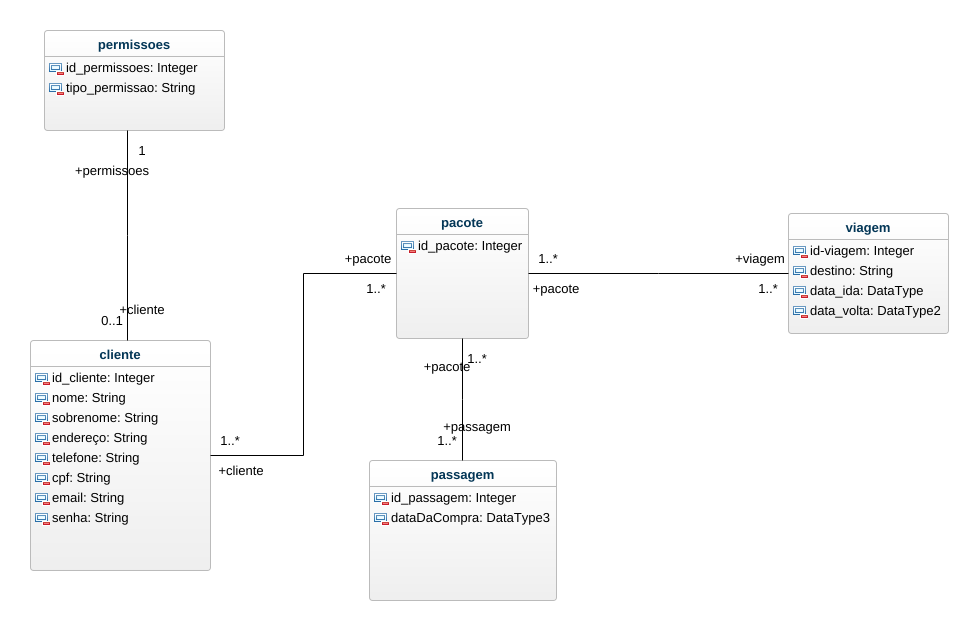 permissoes
id_permissoes: Integer
tipo_permissao: String
1
+permissoes
+cliente
0..1
cliente
id_cliente: Integer
nome: String
sobrenome: String
endereço: String
telefone: String
cpf: String
email: String
senha: String
1..*
+cliente
+pacote
1..*
pacote
id_pacote: Integer
1..*
+pacote
+viagem
1..*
viagem
id-viagem: Integer
destino: String
data_ida: DataType
data_volta: DataType2
1..*
+pacote
+passagem
1..*
passagem
id_passagem: Integer
dataDaCompra: DataType3